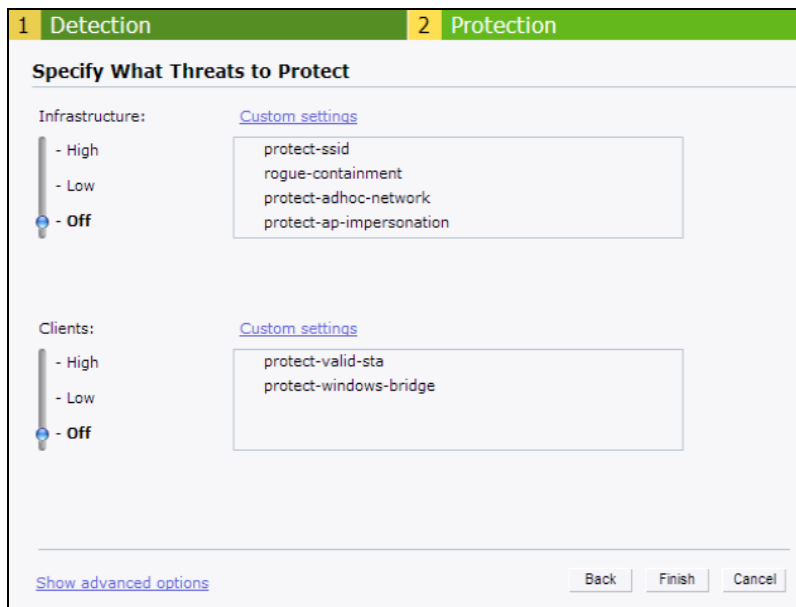 1 Detection 2 Protection
Specify What Threats to Protect
Infrastructure: Custom settings
- High
- Low
- Off
protect-ssid
rogue-containment
protect-adhoc-network
protect-ap-impersonation
Clients: Custom settings
- High
- Low
- Off
protect-valid-sta
protect-windows-bridge
Show advanced options Back Finish Cancel